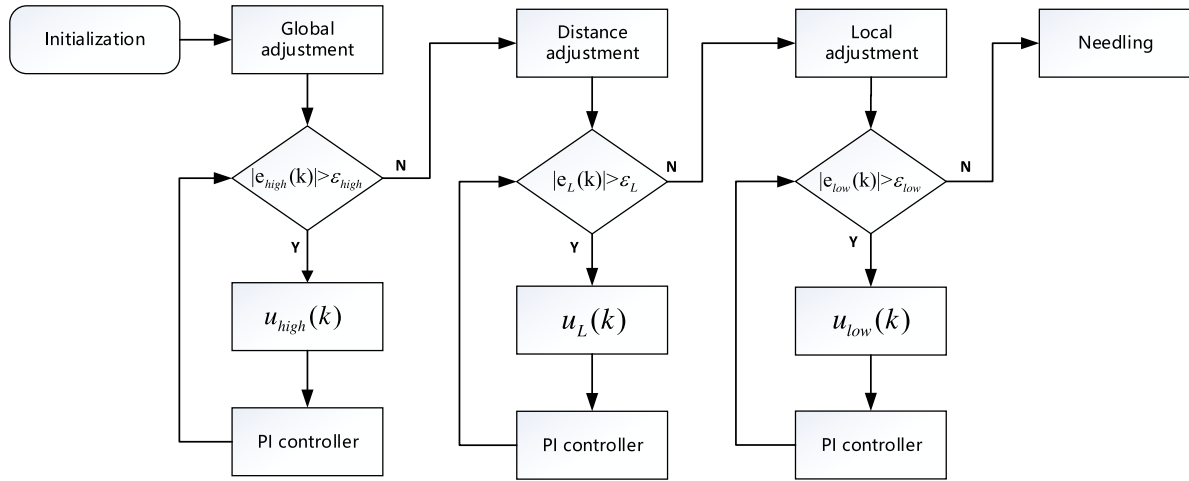 Initialization
Global
adjustment
|e_high(k)|>ε_high
N
Y
u_high(k)
PI controller
Distance
adjustment
|e_L(k)|>ε_L
N
Y
u_L(k)
PI controller
Local
adjustment
|e_low(k)|>ε_low
N
Y
u_low(k)
PI controller
Needling